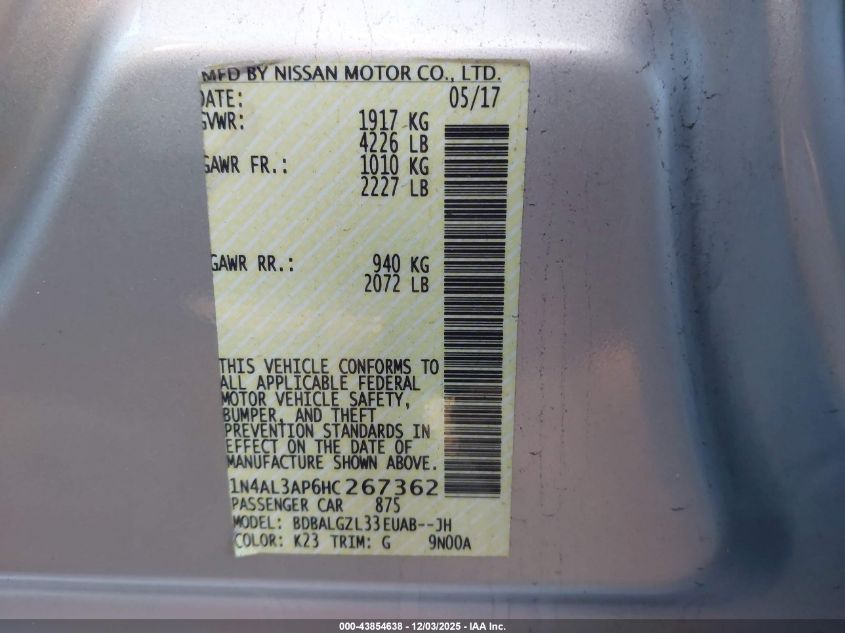 MFD BY NISSAN MOTOR CO., LTD.
DATE: 05/17
GVWR: 1917 KG
4226 LB
GAWR FR.: 1010 KG
2227 LB
GAWR RR.: 940 KG
2072 LB
THIS VEHICLE CONFORMS TO
ALL APPLICABLE FEDERAL
MOTOR VEHICLE SAFETY,
BUMPER, AND THEFT
PREVENTION STANDARDS IN
EFFECT ON THE DATE OF
MANUFACTURE SHOWN ABOVE.
1N4AL3AP6HC267362
PASSENGER CAR 875
MODEL: BDBALGZL33EUAB--JH
COLOR: K23 TRIM: G 9N00A
000-43854638 - 12/03/2025 - IAA Inc.